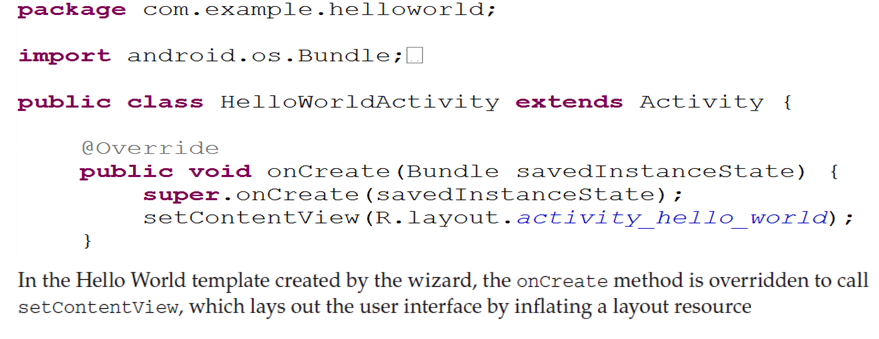 package com.example.helloworld;
import android.os.Bundle;
public class HelloWorldActivity extends Activity {
@Override
public void onCreate(Bundle savedInstanceState) {
super.onCreate(savedInstanceState);
setContentView(R.layout.activity_hello_world);
}
In the Hello World template created by the wizard, the onCreate method is overridden to call
setContentView, which lays out the user interface by inflating a layout resource